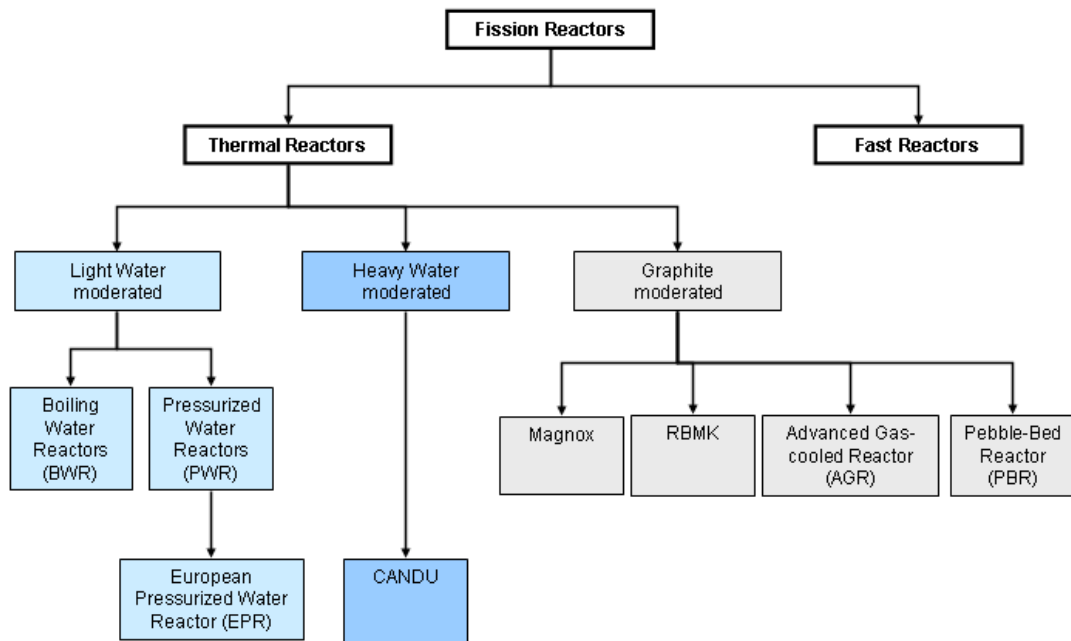 Fission Reactors
Thermal Reactors
Fast Reactors
Light Water
moderated
Heavy Water
moderated
Graphite
moderated
Boiling
Water
Reactors
(BWR)
Pressurized
Water
Reactors
(PWR)
Magnox
RBMK
Advanced Gas-
cooled Reactor
(AGR)
Pebble-Bed
Reactor
(PBR)
European
Pressurized Water
Reactor (EPR)
CANDU